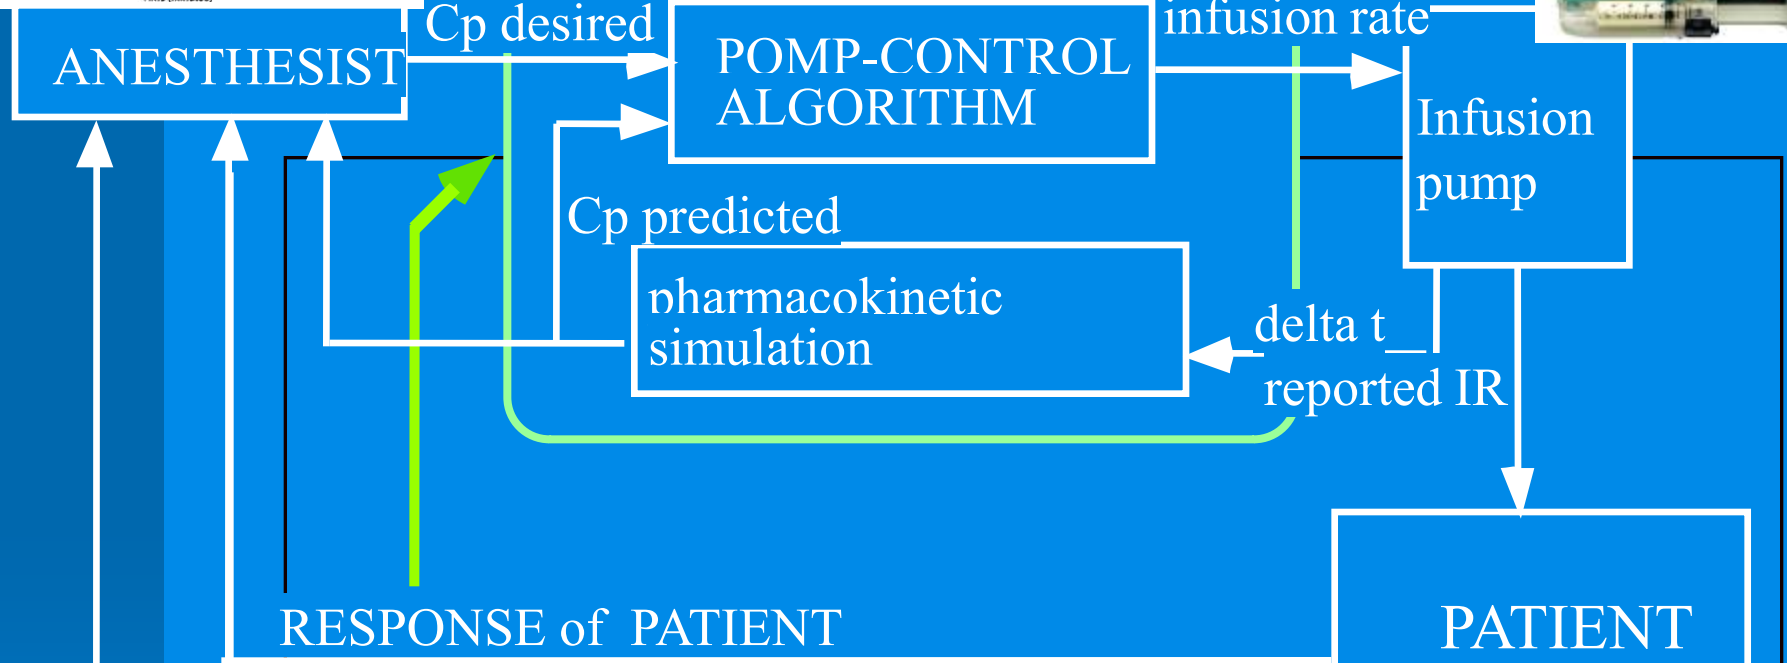 Cp desired
infusion rate
ANESTHESIST
POMP-CONTROL
ALGORITHM
Infusion
pump
Cp predicted
pharmacokinetic
simulation
delta t__
reported IR
RESPONSE of PATIENT
PATIENT